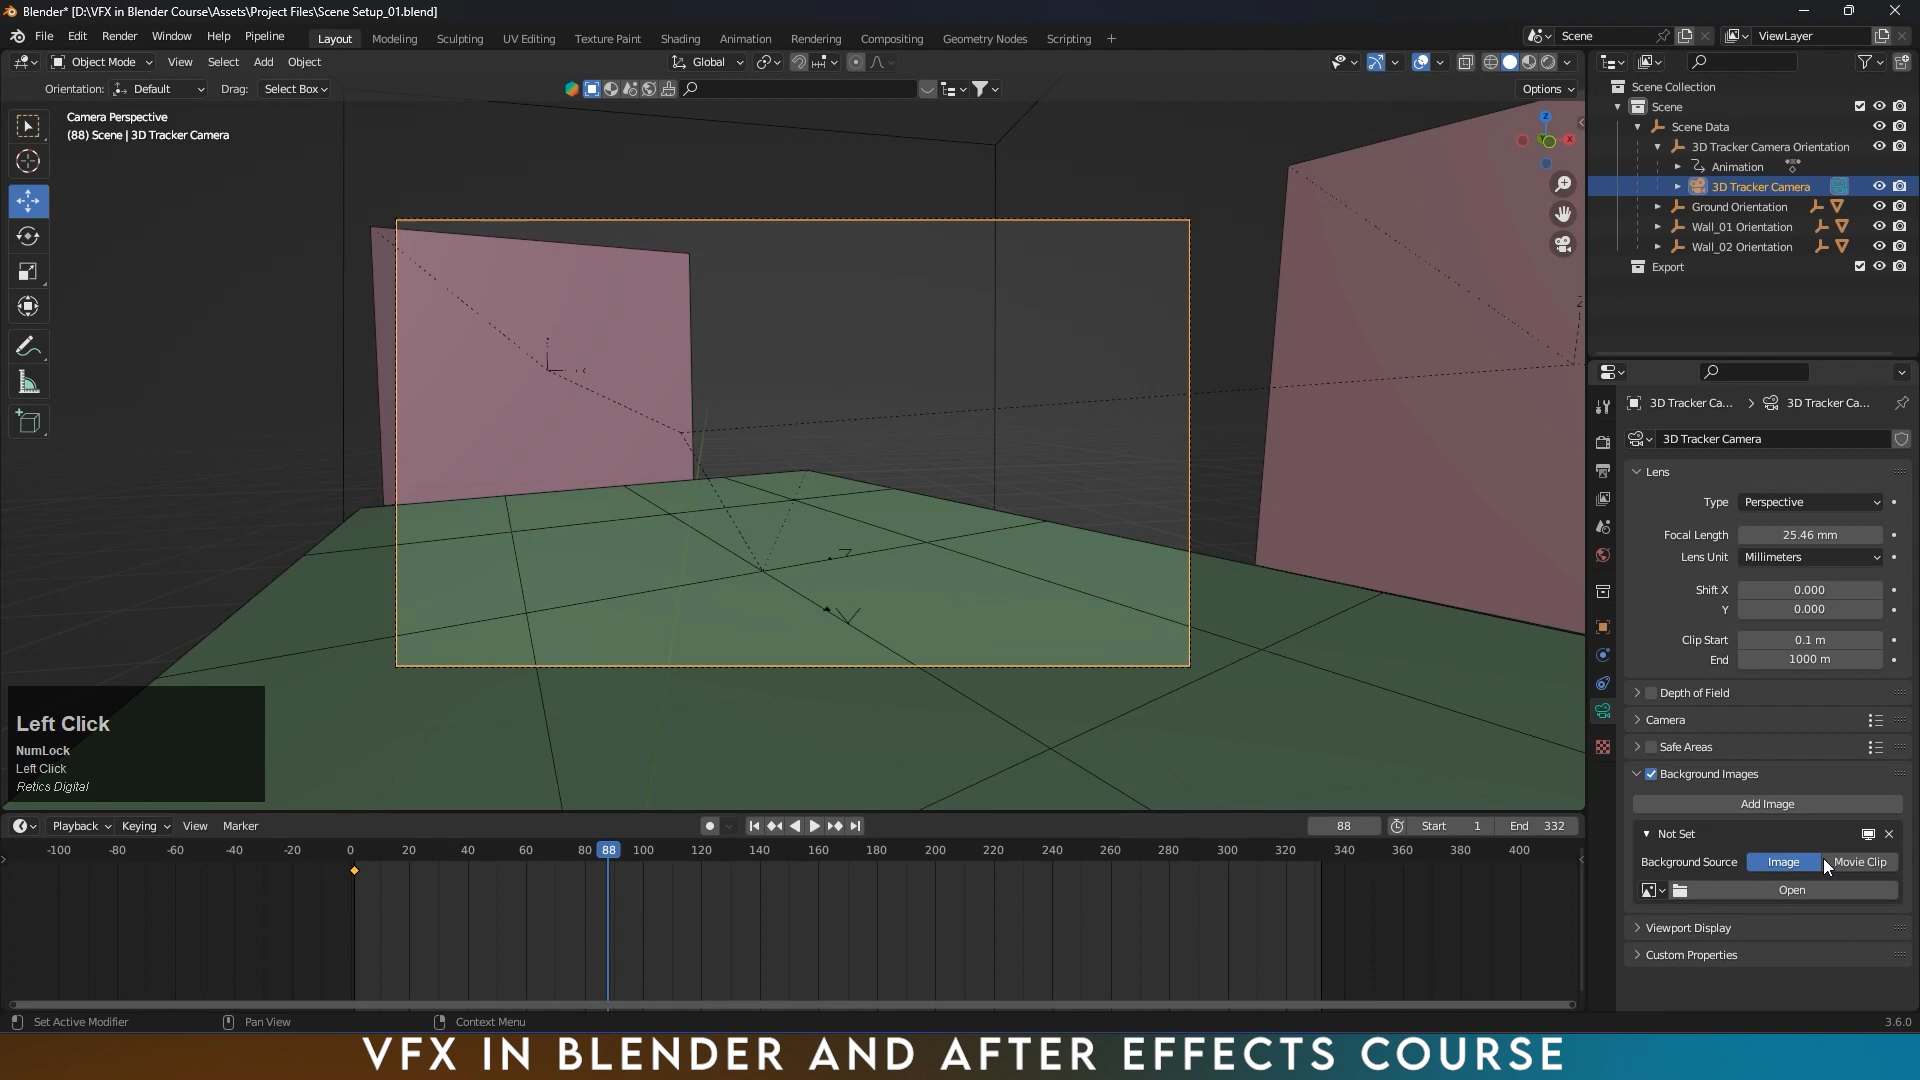 Blender* [D:\VFX in Blender Course\Assets\Project Files\Scene Setup_01.blend]
File Edit Render Window Help Pipeline Layout Modeling Sculpting UV Editing Texture Paint Shading Animation Rendering Compositing Geometry Nodes Scripting + Scene ViewLayer
Object Mode View Select Add Object Global
Orientation: Default Drag: Select Box Options
Camera Perspective
(88) Scene | 3D Tracker Camera
Scene Collection
Scene
Scene Data
3D Tracker Camera Orientation
Animation
3D Tracker Camera
Ground Orientation
Wall_01 Orientation
Wall_02 Orientation
Export
Z
X
3D Tracker Ca... > 3D Tracker Ca...
3D Tracker Camera
Lens
Type Perspective
Focal Length 25.46 mm
Lens Unit Millimeters
Shift X 0.000
Y 0.000
Clip Start 0.1 m
End 1000 m
Depth of Field
Camera
Safe Areas
Background Images
Add Image
Not Set
Background Source Image Movie Clip
Open
Viewport Display
Custom Properties
Left Click
NumLock
Left Click
Retics Digital
Playback Keying View Marker 88 Start 1 End 332
-100 -80 -60 -40 -20 0 20 40 60 80 88 100 120 140 160 180 200 220 240 260 280 300 320 340 360 380 400
Set Active Modifier Pan View Context Menu 3.6.0
VFX IN BLENDER AND AFTER EFFECTS COURSE